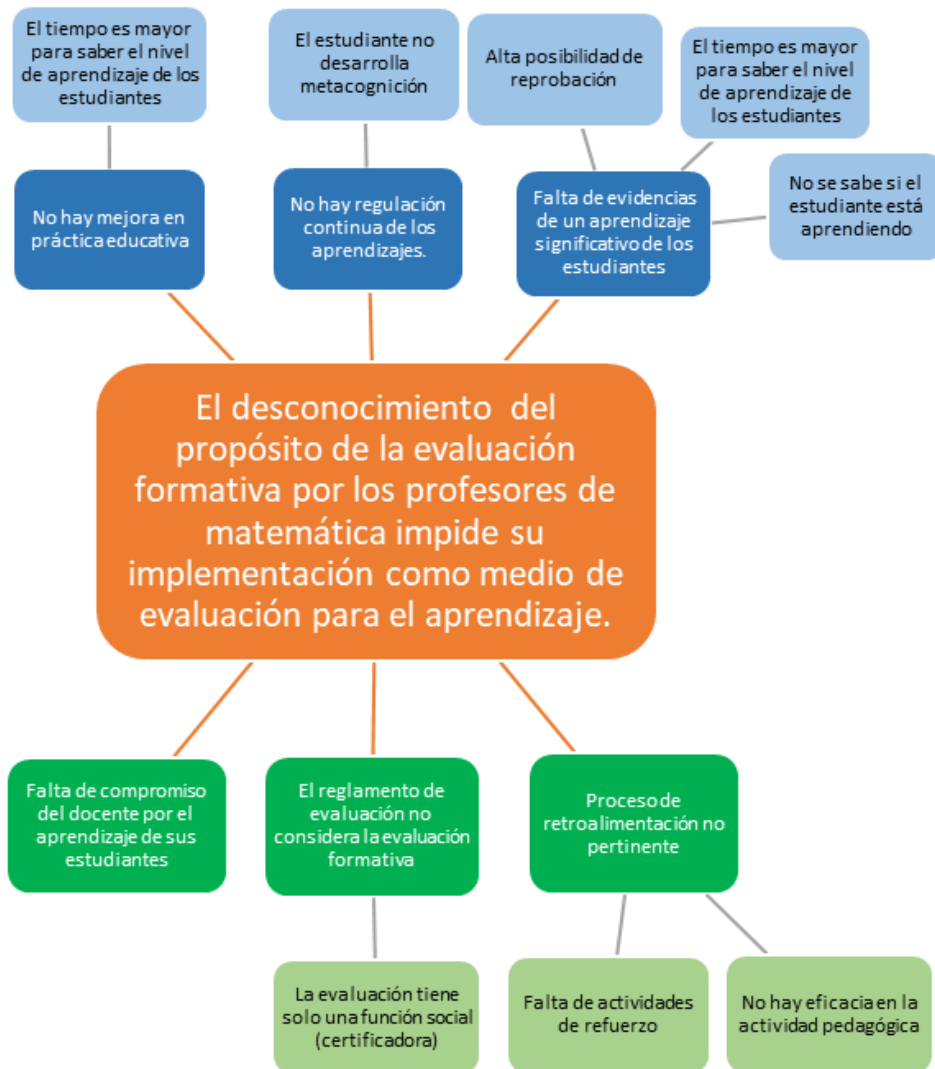 El tiempo es mayor
para saber el nivel
de aprendizaje de los
estudiantes
El estudiante no
desarrolla
metacognición
Alta posibilidad de
reprobación
El tiempo es mayor
para saber el nivel
de aprendizaje de
los estudiantes
No se sabe si el
estudiante está
aprendiendo
No hay mejora en
práctica educativa
No hay regulación
continua de los
aprendizajes.
Falta de evidencias
de un aprendizaje
significativo de los
estudiantes
El desconocimiento del
propósito de la evaluación
formativa por los profesores de
matemática impide su
implementación como medio de
evaluación para el aprendizaje.
Falta de compromiso
del docente por el
aprendizaje de sus
estudiantes
El reglamento de
evaluación no
considera la evaluación
formativa
Proceso de
retroalimentación no
pertinente
La evaluación tiene
solo una función social
(certificadora)
Falta de actividades
de refuerzo
No hay eficacia en la
actividad pedagógica